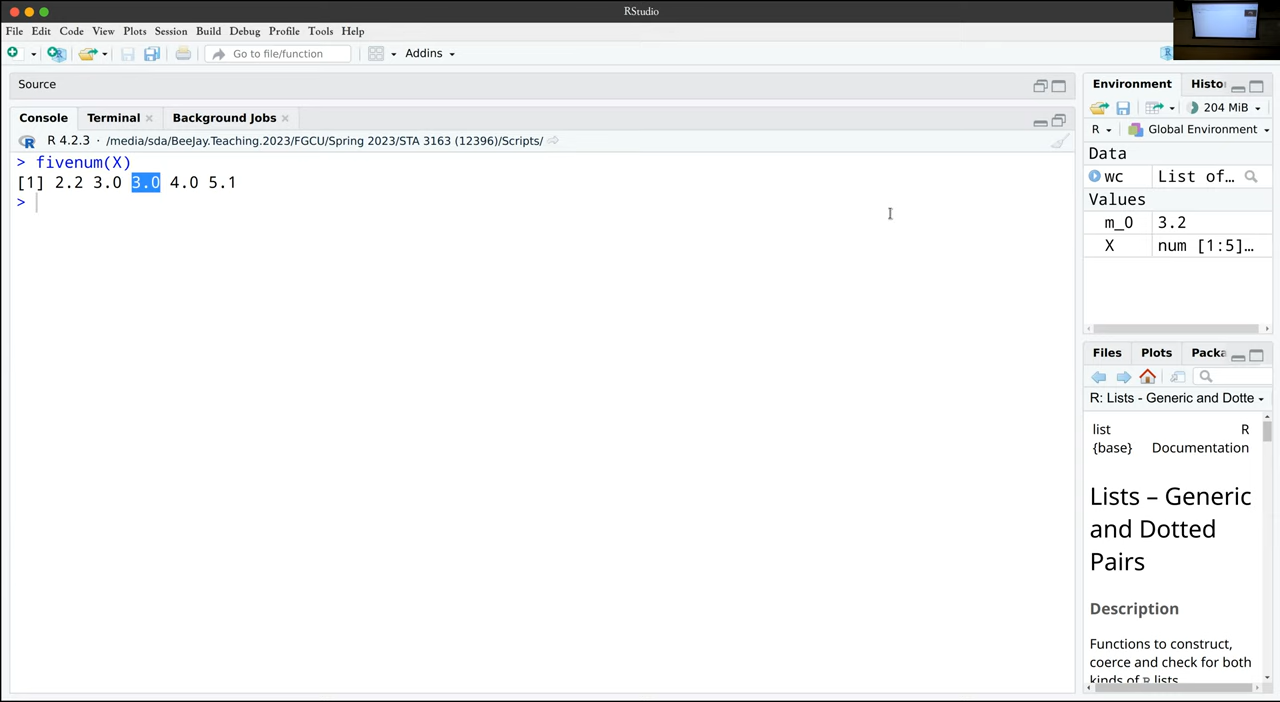 RStudio
File Edit Code View Plots Session Build Debug Profile Tools Help
Go to file/function Addins
Source
Console Terminal Background Jobs
R 4.2.3 · /media/sda/BeeJay.Teaching.2023/FGCU/Spring 2023/STA 3163 (12396)/Scripts/
> fivenum(X)
[1] 2.2 3.0 3.0 4.0 5.1
>
Environment Histo
204 MiB
R Global Environment
Data
wc List of…
Values
m_0 3.2
X num [1:5]…
Files Plots Packa
R: Lists - Generic and Dotte
list R
{base} Documentation
Lists – Generic
and Dotted
Pairs
Description
Functions to construct,
coerce and check for both
kinds of R lists